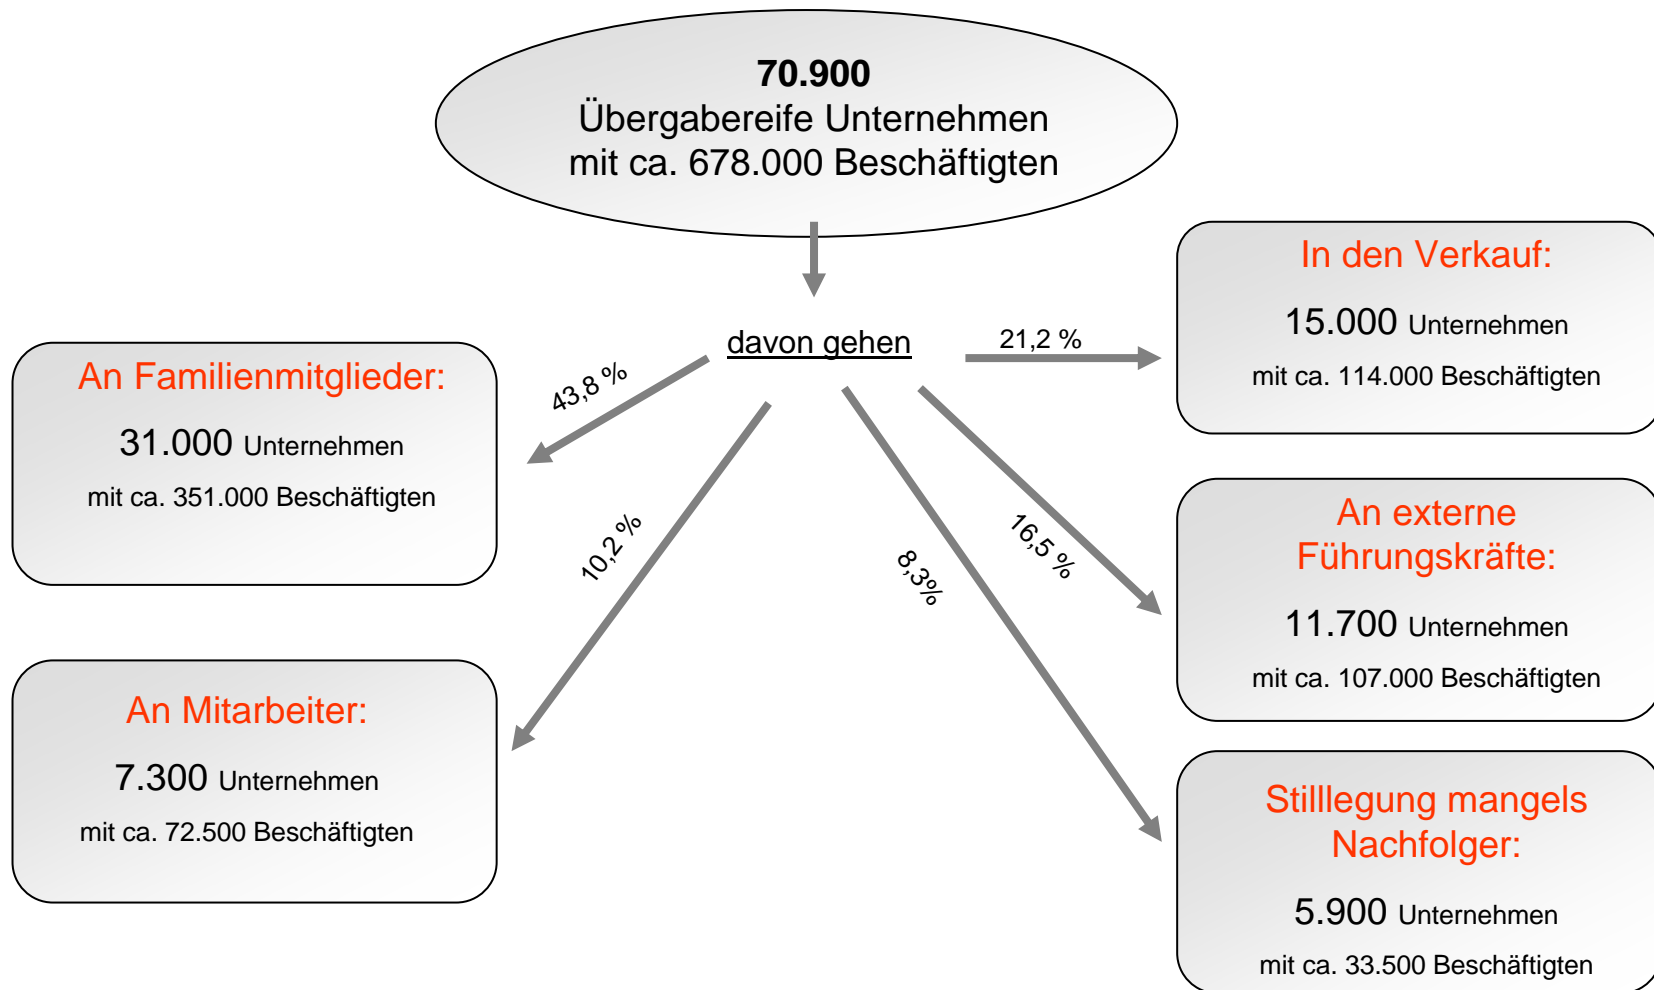 70.900
Übergabereife Unternehmen
mit ca. 678.000 Beschäftigten
davon gehen
43,8 %
An Familienmitglieder:
31.000 Unternehmen
mit ca. 351.000 Beschäftigten
10,2 %
An Mitarbeiter:
7.300 Unternehmen
mit ca. 72.500 Beschäftigten
21,2 %
In den Verkauf:
15.000 Unternehmen
mit ca. 114.000 Beschäftigten
16,5 %
An externe
Führungskräfte:
11.700 Unternehmen
mit ca. 107.000 Beschäftigten
8,3%
Stilllegung mangels
Nachfolger:
5.900 Unternehmen
mit ca. 33.500 Beschäftigten